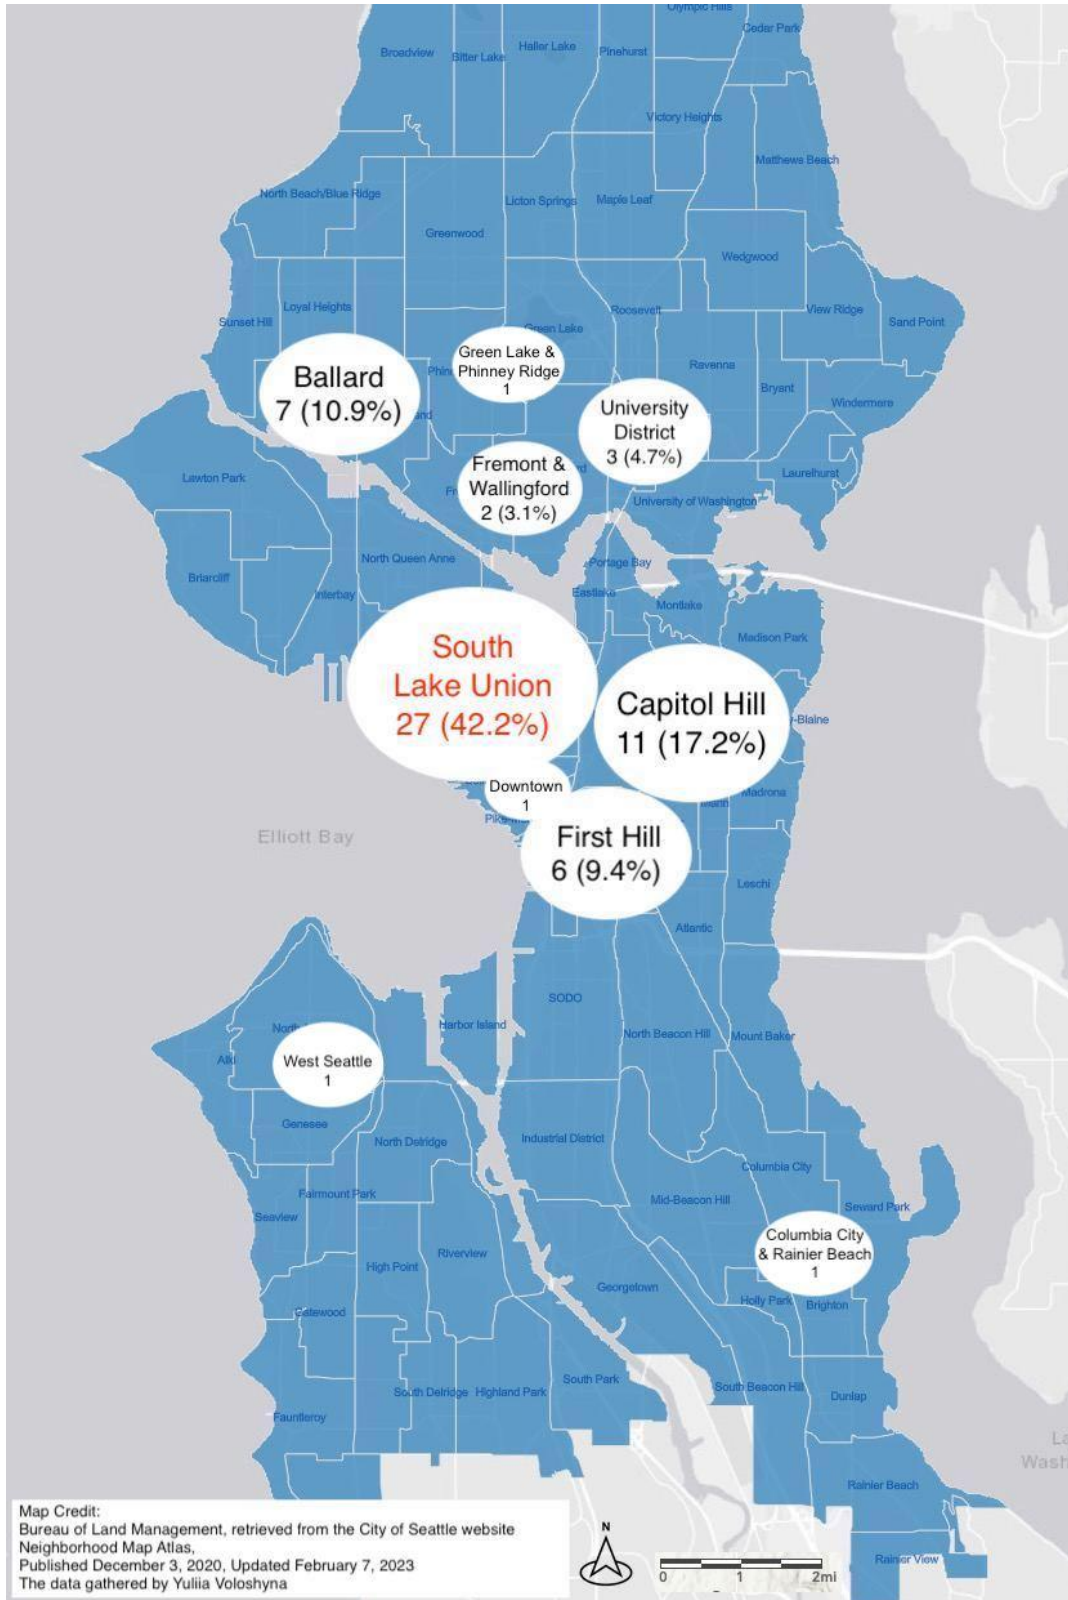 Olympic Hills
Cedar Park
Broadview
Bitter Lake
Haller Lake
Pinehurst
Victory Heights
Matthews Beach
North Beach/Blue Ridge
Licton Springs
Maple Leaf
Greenwood
Wedgwood
Loyal Heights
Sunset Hill
Green Lake
Roosevelt
View Ridge
Sand Point
Ballard
7 (10.9%)
Green Lake &
Phinney Ridge
1
Phin
Ravenna
Bryant
Windermere
and
University
District
3 (4.7%)
Fremont &
Wallingford
2 (3.1%)
Fr
rd
Lawton Park
Laurelhurst
University of Washington
North Queen Anne
Portage Bay
Briarcliff
Interbay
Eastlake
Montlake
Madison Park
South
Lake Union
27 (42.2%)
Capitol Hill
11 (17.2%)
-Blaine
Downtown
1
Madrona
Pike-M
First Hill
6 (9.4%)
Elliott Bay
Leschi
Atlantic
SODO
Harbor Island
North Beacon Hill
Mount Baker
North
Alki
West Seattle
1
Genesee
North Delridge
Industrial District
Columbia City
Fairmount Park
Mid-Beacon Hill
Seward Park
Seaview
Columbia City
& Rainier Beach
1
Riverview
High Point
Georgetown
Holly Park
Brighton
Gatewood
South Park
South Beacon Hill
Dunlap
South Delridge
Highland Park
Fauntleroy
La
Wash
Rainier Beach
Rainier View
Map Credit:
Bureau of Land Management, retrieved from the City of Seattle website
Neighborhood Map Atlas,
Published December 3, 2020, Updated February 7, 2023
The data gathered by Yuliia Voloshyna
N
0 1 2mi